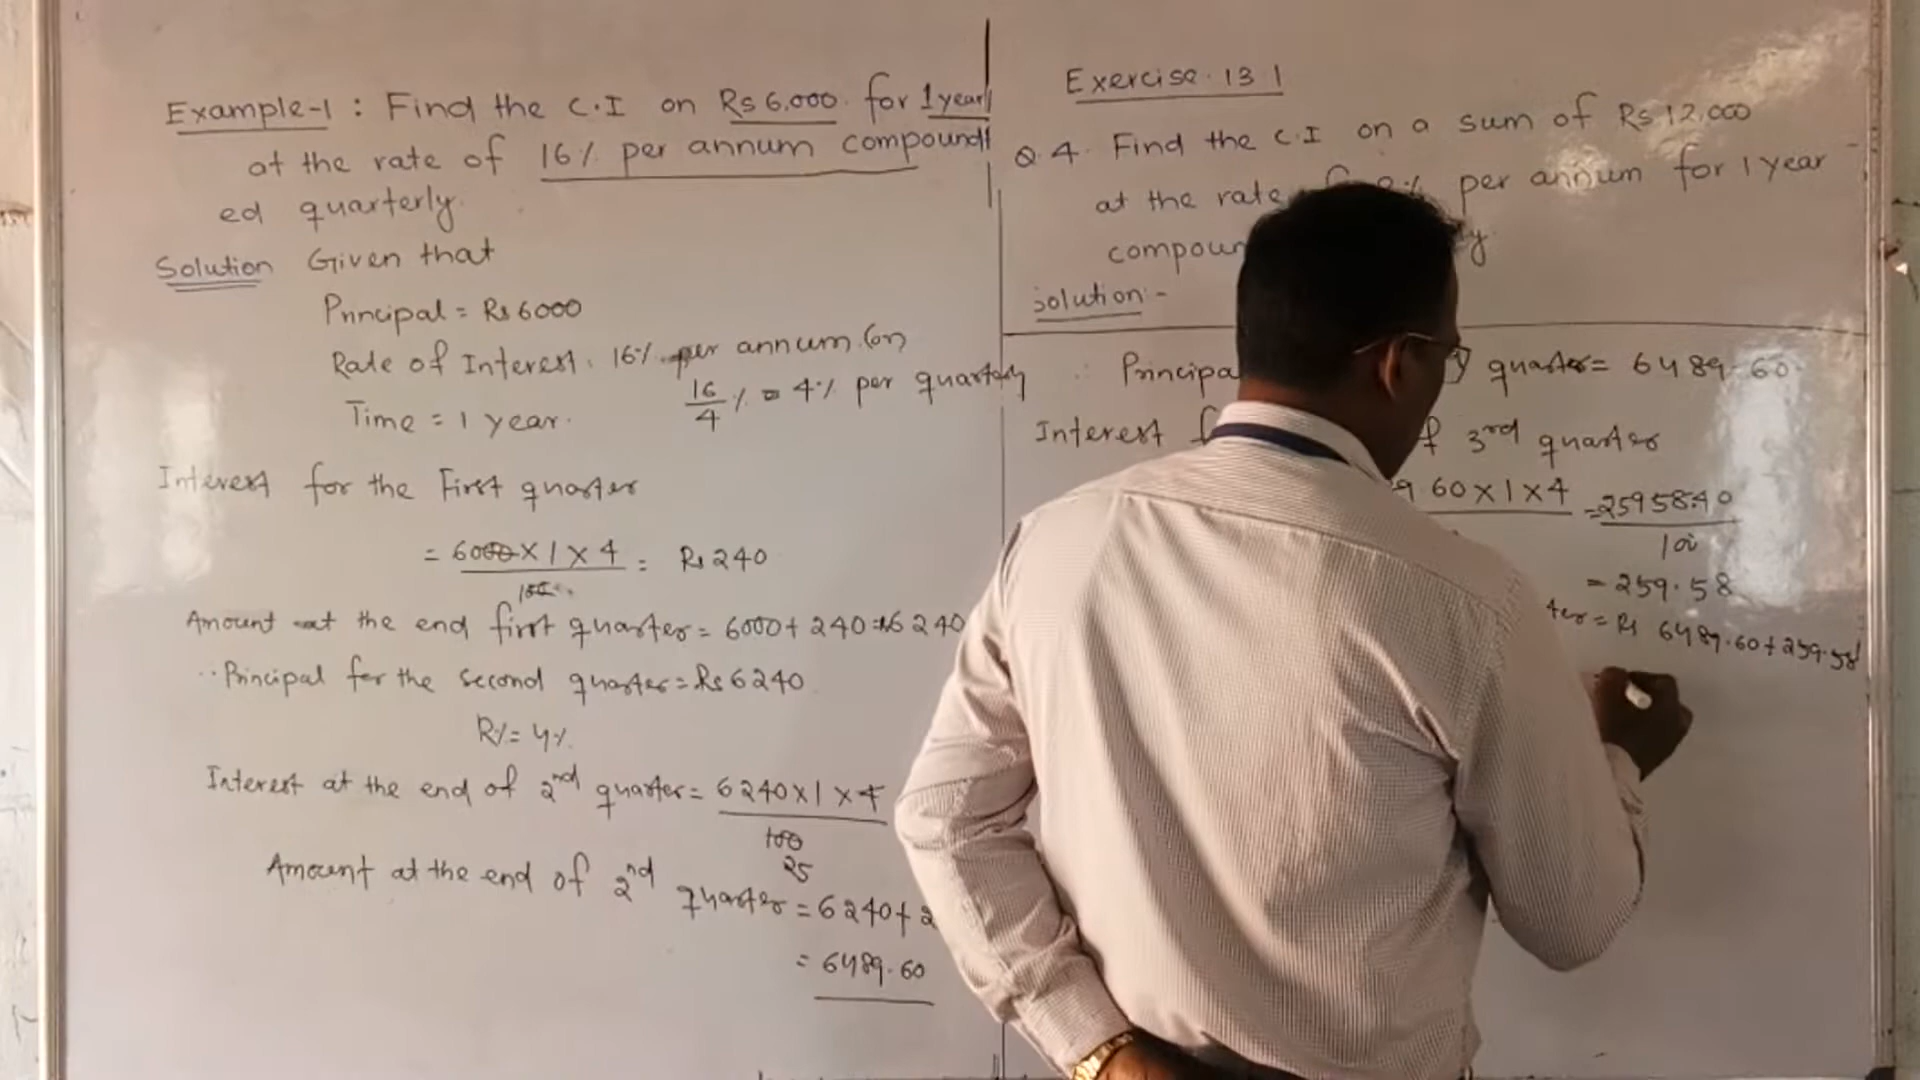 Example-1 : Find the C.I on Rs 6,000 for 1 year
at the rate of 16% per annum compound
ed quarterly.
Solution Given that
Principal = Rs 6000
Rate of Interest. 16% per annum (or)
16/4 % = 4% per quarterly
Time = 1 year.
Interest for the First quarter
= 6000 X 1 X 4 / 100 = Rs 240
Amount at the end first quarter = 6000 + 240 = 6240
∴ Principal for the second quarter = Rs 6240
R% = 4%
Interest at the end of 2nd quarter = 6240 X 1 X 4 / 100
25
Amount at the end of 2nd quarter = 6240 + 2
= 6489.60
Exercise. 13.1
Q.4. Find the C.I on a sum of Rs 12,000
at the rate % per annum for 1 year
compoun
Solution:-
∴ quarter = 6489.60
Interest 3rd quarter
60 X 1 X 4 = 25958.40 / 100
= 259.58
ter = Rs 6489.60 + 259.58